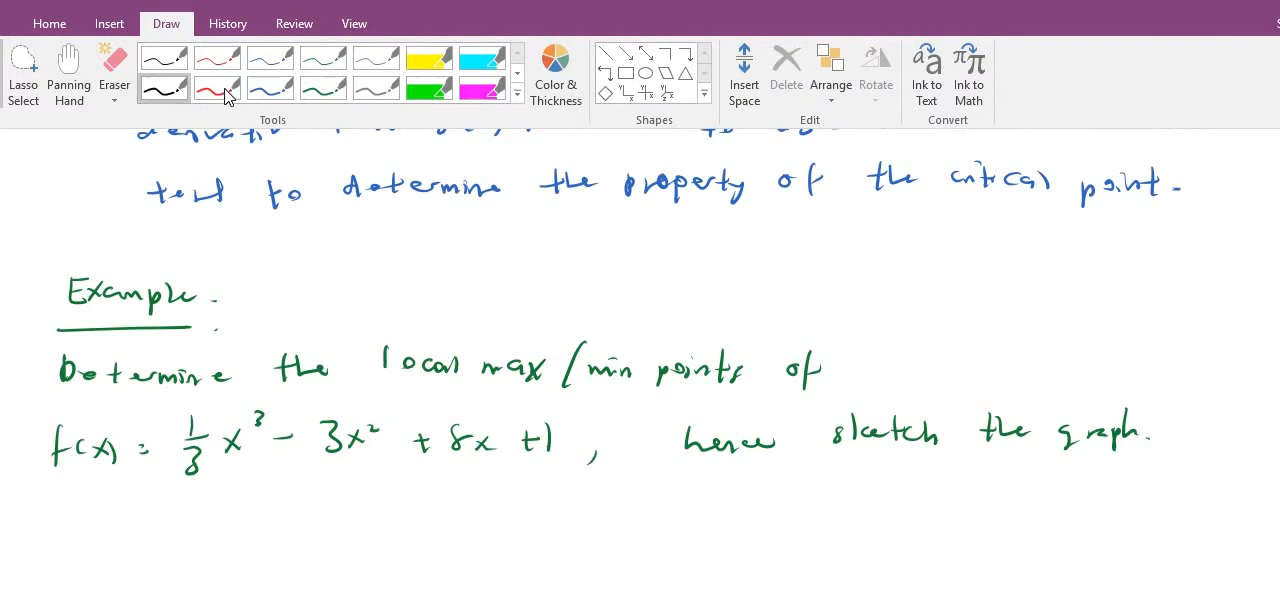 Home Insert Draw History Review View
Lasso Select Panning Hand Eraser Color & Thickness Insert Space Delete Arrange Rotate Ink to Text Ink to Math
Tools Shapes Edit Convert
test to determine the property of the critical point.
Example.
Determine the local max/min points of
f(x) = 1/3 x³ - 3x² + 8x + 1, hence sketch the graph.